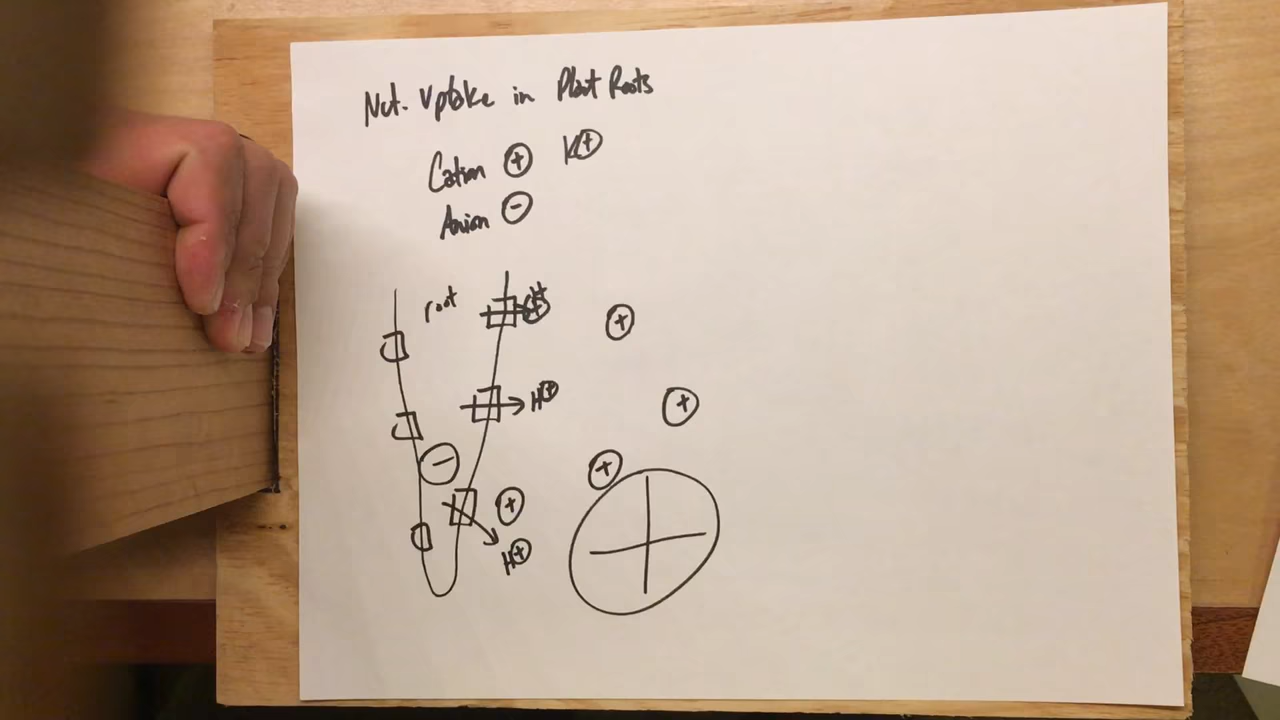 Nut. Uptake in Plant Roots
Cation + K+
Anion -
root
H+
+
+
H+
+
-
+
H+
+